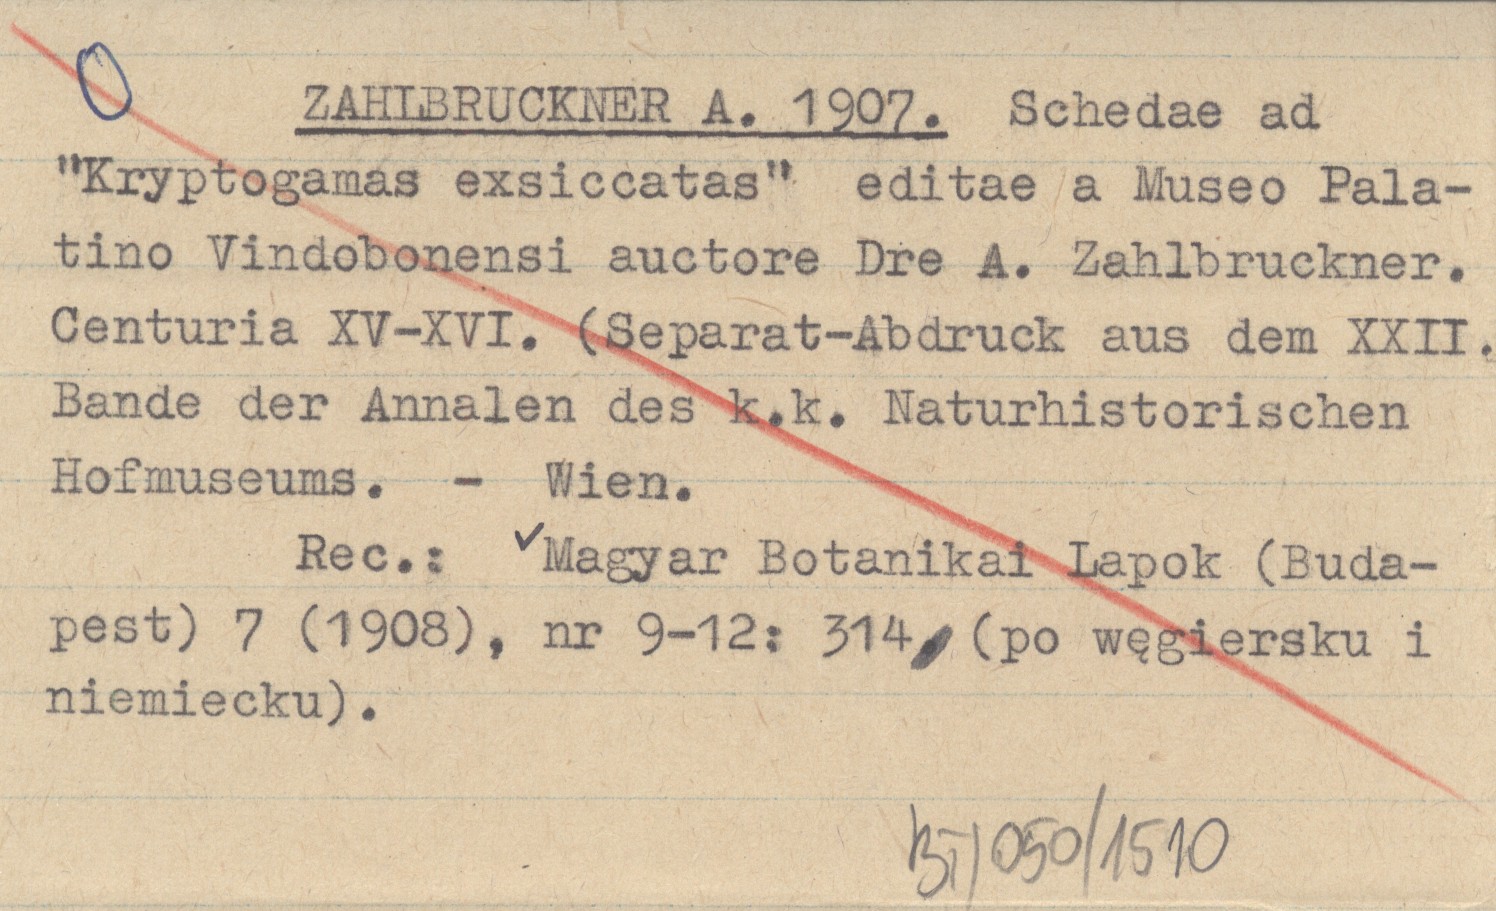 ZAHLBRUCKNER A. 1907. Schedae ad
"Kryptogamas exsiccatas" editae a Museo Pala-
tino Vindobonensi auctore Dre A. Zahlbruckner.
Centuria XV-XVI. (Separat-Abdruck aus dem XXII.
Bande der Annalen des k.k. Naturhistorischen
Hofmuseums. - Wien.
Rec.: ✓Magyar Botanikai Lapok (Buda-
pest) 7 (1908), nr 9-12: 314, (po węgiersku i
niemiecku).
050/1510